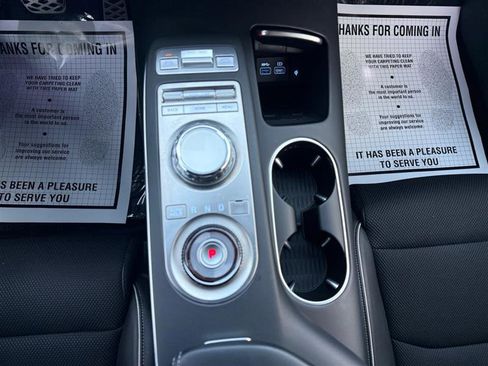 HANKS FOR COMING IN
WE HAVE TRIED TO KEEP
YOUR CARPETING CLEAN
WITH THIS PAPER MAT
A customer is
the most important person
in the world to us.
Your suggestions for
improving our service
are always welcome.
HAS BEEN A PLEASURE
TO SERVE YOU
BACK
HOME
MENU
R N D
P
THANKS FOR COMING IN
WE HAVE TRIED TO KEEP
YOUR CARPETING CLEAN
WITH THIS PAPER MAT
A customer is
the most important person
in the world to us.
Your suggestions for
improving our service
are always welcome.
IT HAS BEEN A PLEASURE
TO SERVE YOU